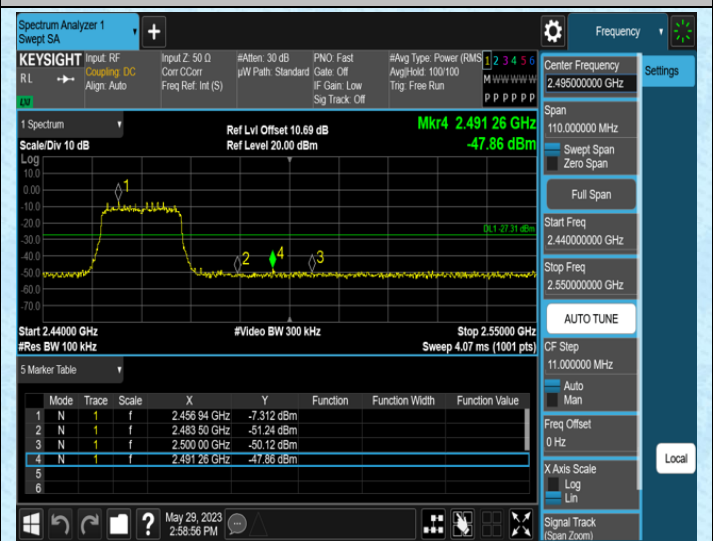 Spectrum Analyzer 1
Swept SA
+
Frequency
KEYSIGHT
RL
LXI
Input: RF
Coupling: DC
Align: Auto
Input Z: 50 Ω
Corr CCorr
Freq Ref: Int (S)
#Atten: 30 dB
µW Path: Standard
PNO: Fast
Gate: Off
IF Gain: Low
Sig Track: Off
#Avg Type: Power (RMS
Avg|Hold: 100/100
Trig: Free Run
1 2 3 4 5 6
M W W W W W
P P P P P P
Center Frequency
2.495000000 GHz
Settings
Span
110.000000 MHz
Swept Span
Zero Span
Full Span
Start Freq
2.440000000 GHz
Stop Freq
2.550000000 GHz
AUTO TUNE
CF Step
11.000000 MHz
Auto
Man
Freq Offset
0 Hz
X Axis Scale
Log
Lin
Signal Track
(Span Zoom)
Local
1 Spectrum
Scale/Div 10 dB
Ref Lvl Offset 10.69 dB
Ref Level 20.00 dBm
Mkr4 2.491 26 GHz
-47.86 dBm
Log
10.0
0.00
-10.0
-20.0
-30.0
-40.0
-50.0
-60.0
-70.0
1
2
4
3
DL1 -27.31 dBm
Start 2.44000 GHz
#Res BW 100 kHz
#Video BW 300 kHz
Stop 2.55000 GHz
Sweep 4.07 ms (1001 pts)
5 Marker Table
Mode Trace Scale X Y Function Function Width Function Value
1 N 1 f 2.456 94 GHz -7.312 dBm
2 N 1 f 2.483 50 GHz -51.24 dBm
3 N 1 f 2.500 00 GHz -50.12 dBm
4 N 1 f 2.491 26 GHz -47.86 dBm
5
6
?
May 29, 2023
2:58:56 PM